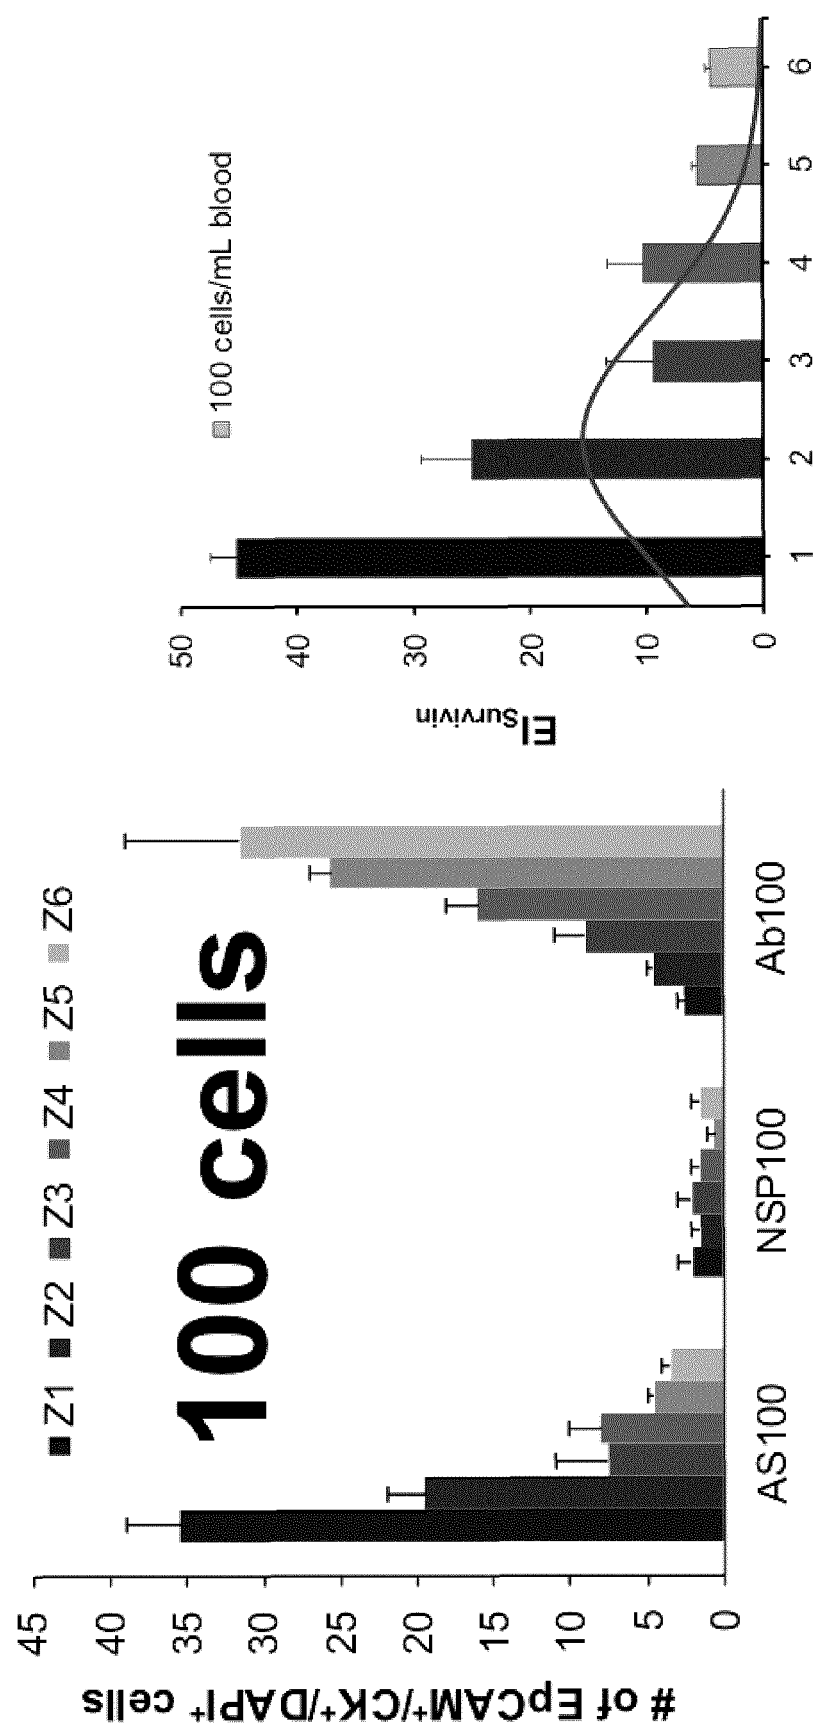 Z1 Z2 Z3 Z4 Z5 Z6
100 cells
45
40
35
30
25
20
15
10
5
0
# of EpCAM⁺/CK⁺/DAPI⁺ cells
AS100 NSP100 Ab100
100 cells/mL blood
50
40
30
20
10
0
EISurvivin
1 2 3 4 5 6